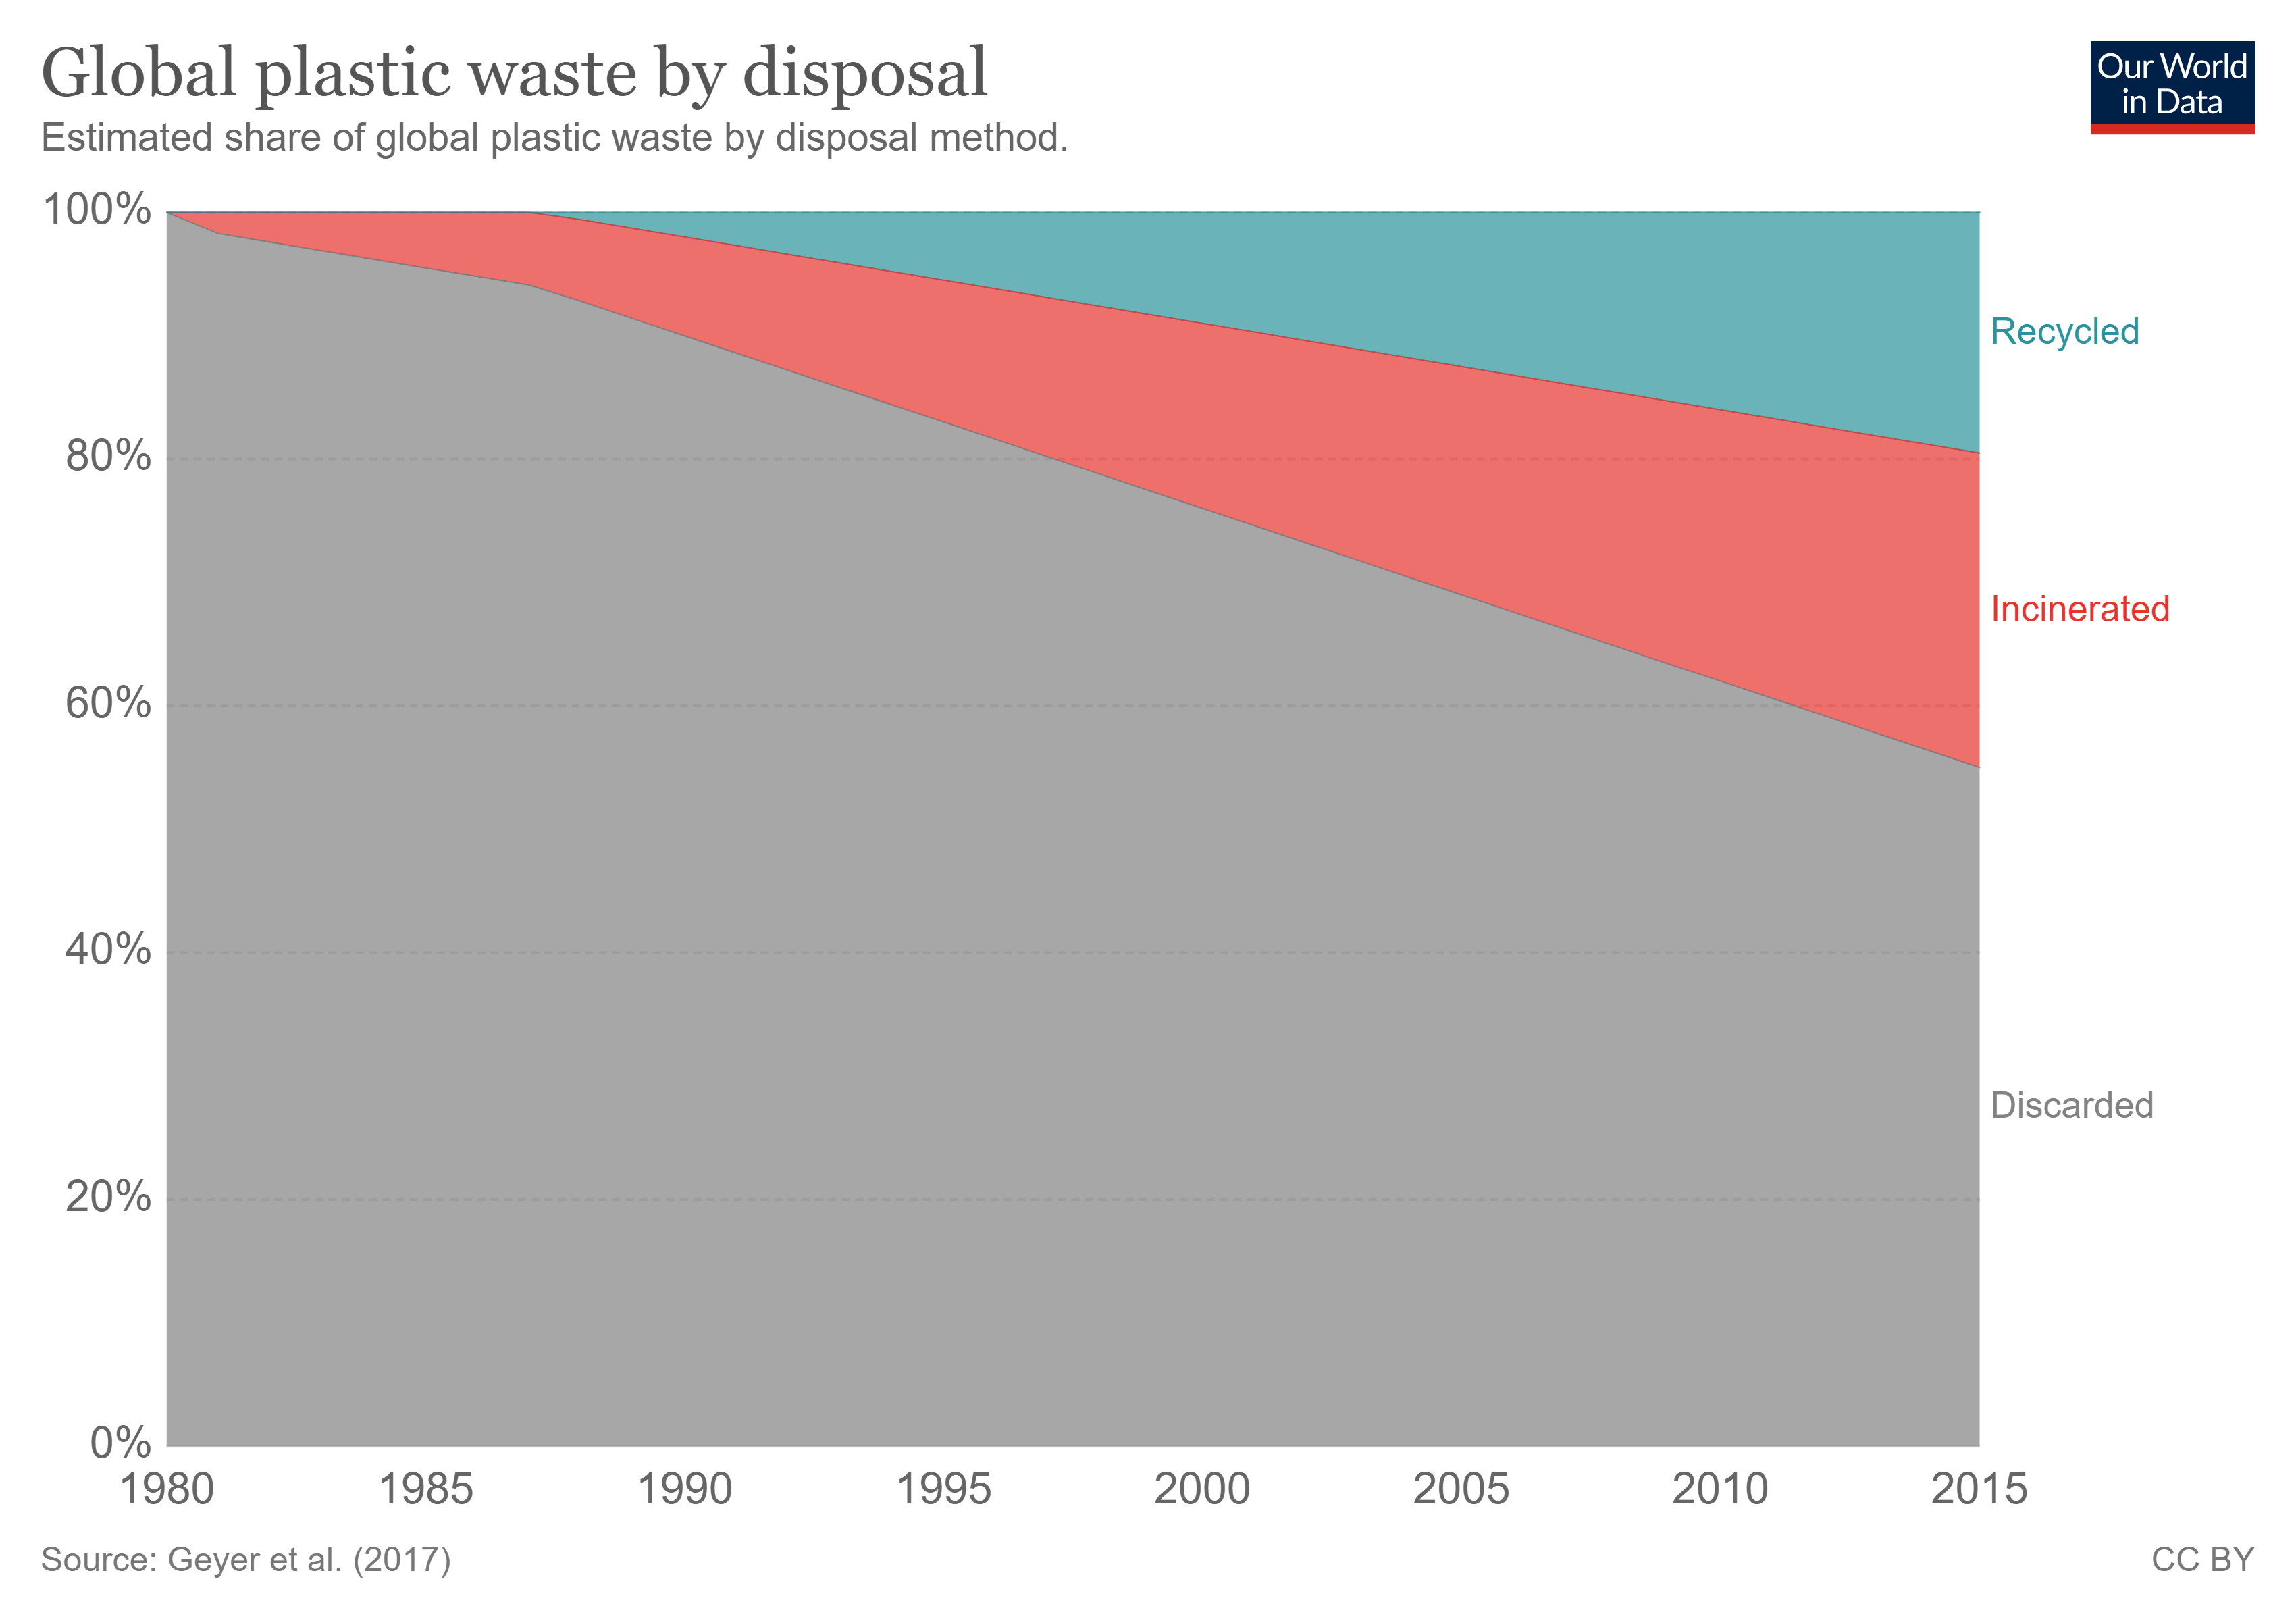 Global plastic waste by disposal
Estimated share of global plastic waste by disposal method.
Our World
in Data
100%
80%
60%
40%
20%
0%
Recycled
Incinerated
Discarded
1980 1985 1990 1995 2000 2005 2010 2015
Source: Geyer et al. (2017)
CC BY